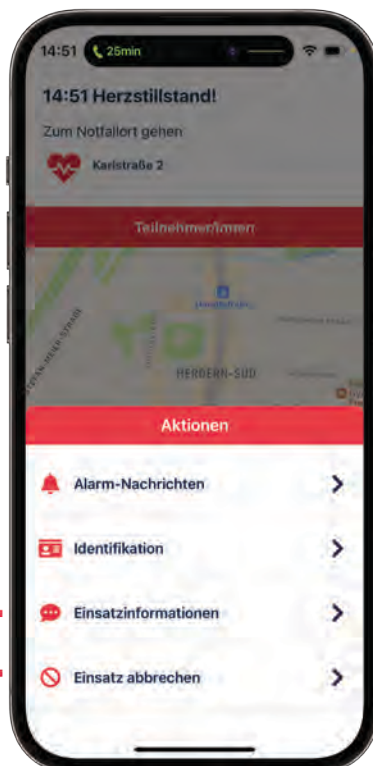 14:51
25min
14:51 Herzstillstand!
Zum Notfallort gehen
Karlstraße 2
Teilnehmer/innen
HERDERN-SÜD
Aktionen
Alarm-Nachrichten
Identifikation
Einsatzinformationen
Einsatz abbrechen